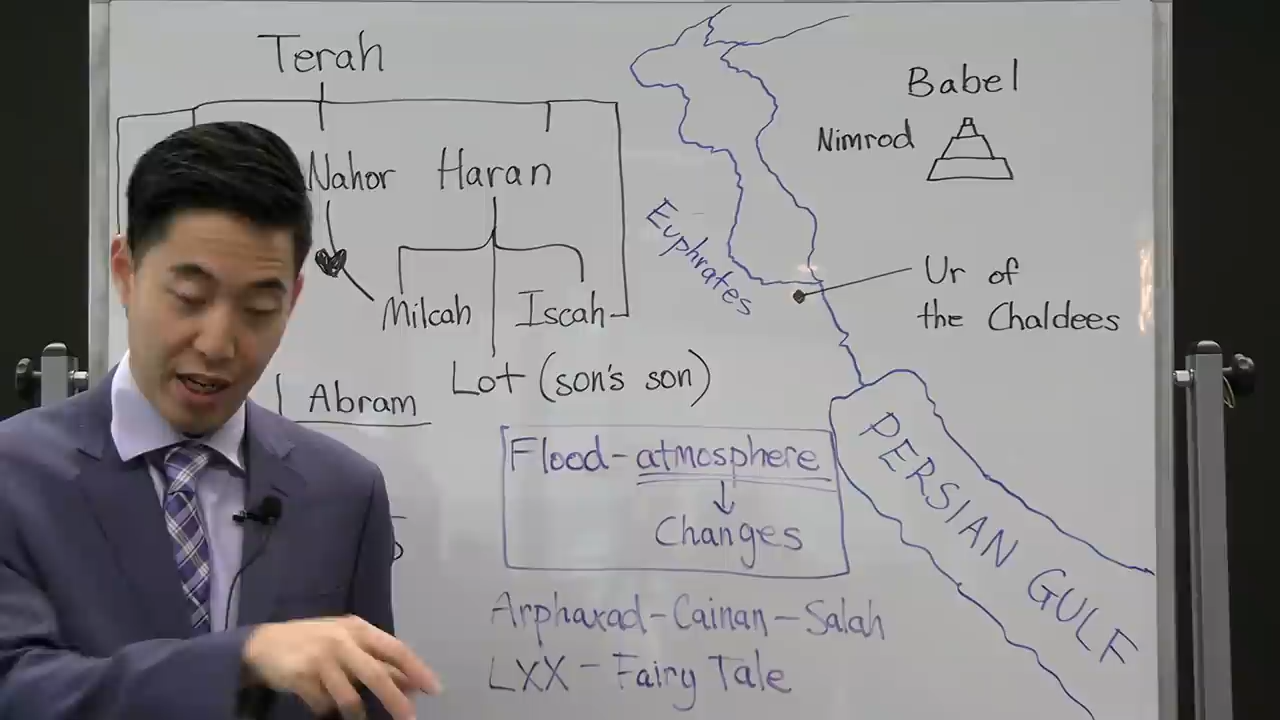 Terah
Nahor Haran
Milcah Iscah
Lot (son's son)
Abram
Flood - atmosphere
↓
Changes
Arphaxad - Cainan - Salah
LXX - Fairy Tale
Euphrates
Babel
Nimrod
Ur of
the Chaldees
PERSIAN GULF